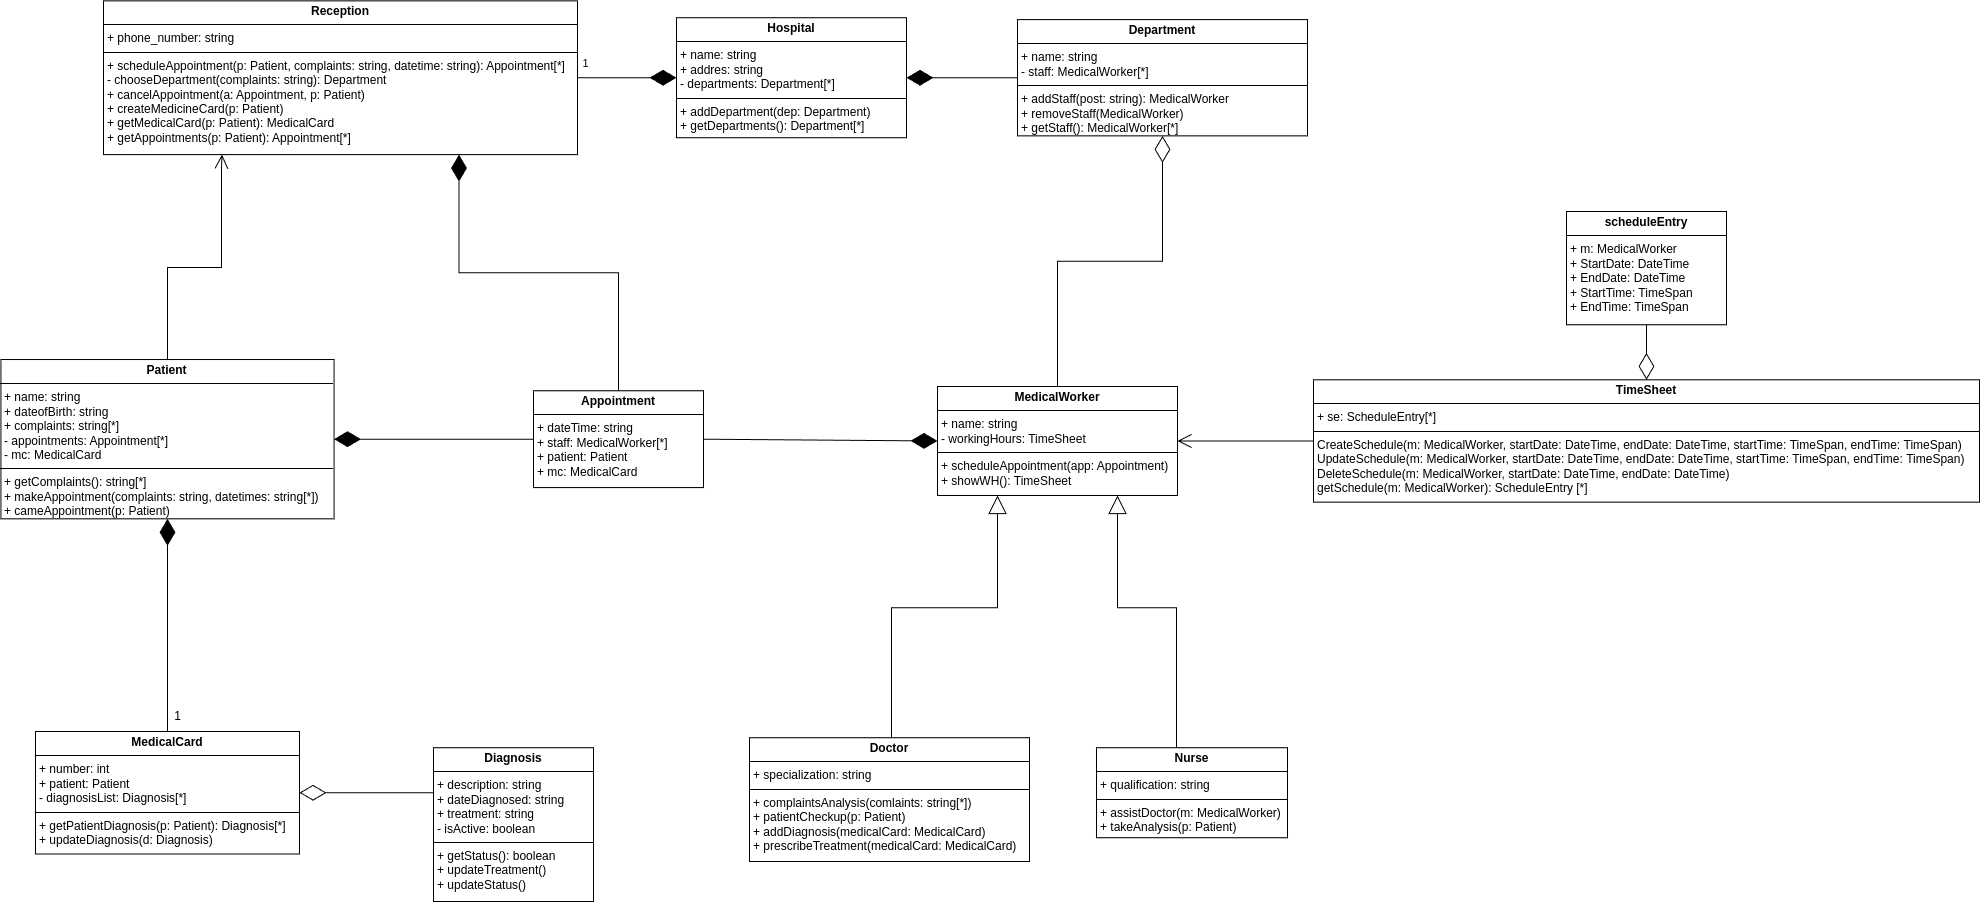 Reception
+ phone_number: string
+ scheduleAppointment(p: Patient, complaints: string, datetime: string): Appointment[*]
- chooseDepartment(complaints: string): Department
+ cancelAppointment(a: Appointment, p: Patient)
+ createMedicineCard(p: Patient)
+ getMedicalCard(p: Patient): MedicalCard
+ getAppointments(p: Patient): Appointment[*]
1
Hospital
+ name: string
+ addres: string
- departments: Department[*]
+ addDepartment(dep: Department)
+ getDepartments(): Department[*]
Department
+ name: string
- staff: MedicalWorker[*]
+ addStaff(post: string): MedicalWorker
+ removeStaff(MedicalWorker)
+ getStaff(): MedicalWorker[*]
scheduleEntry
+ m: MedicalWorker
+ StartDate: DateTime
+ EndDate: DateTime
+ StartTime: TimeSpan
+ EndTime: TimeSpan
Patient
+ name: string
+ dateofBirth: string
+ complaints: string[*]
- appointments: Appointment[*]
- mc: MedicalCard
+ getComplaints(): string[*]
+ makeAppointment(complaints: string, datetimes: string[*])
+ cameAppointment(p: Patient)
Appointment
+ dateTime: string
+ staff: MedicalWorker[*]
+ patient: Patient
+ mc: MedicalCard
MedicalWorker
+ name: string
- workingHours: TimeSheet
+ scheduleAppointment(app: Appointment)
+ showWH(): TimeSheet
TimeSheet
+ se: ScheduleEntry[*]
CreateSchedule(m: MedicalWorker, startDate: DateTime, endDate: DateTime, startTime: TimeSpan, endTime: TimeSpan)
UpdateSchedule(m: MedicalWorker, startDate: DateTime, endDate: DateTime, startTime: TimeSpan, endTime: TimeSpan)
DeleteSchedule(m: MedicalWorker, startDate: DateTime, endDate: DateTime)
getSchedule(m: MedicalWorker): ScheduleEntry [*]
1
MedicalCard
+ number: int
+ patient: Patient
- diagnosisList: Diagnosis[*]
+ getPatientDiagnosis(p: Patient): Diagnosis[*]
+ updateDiagnosis(d: Diagnosis)
Diagnosis
+ description: string
+ dateDiagnosed: string
+ treatment: string
- isActive: boolean
+ getStatus(): boolean
+ updateTreatment()
+ updateStatus()
Doctor
+ specialization: string
+ complaintsAnalysis(comlaints: string[*])
+ patientCheckup(p: Patient)
+ addDiagnosis(medicalCard: MedicalCard)
+ prescribeTreatment(medicalCard: MedicalCard)
Nurse
+ qualification: string
+ assistDoctor(m: MedicalWorker)
+ takeAnalysis(p: Patient)